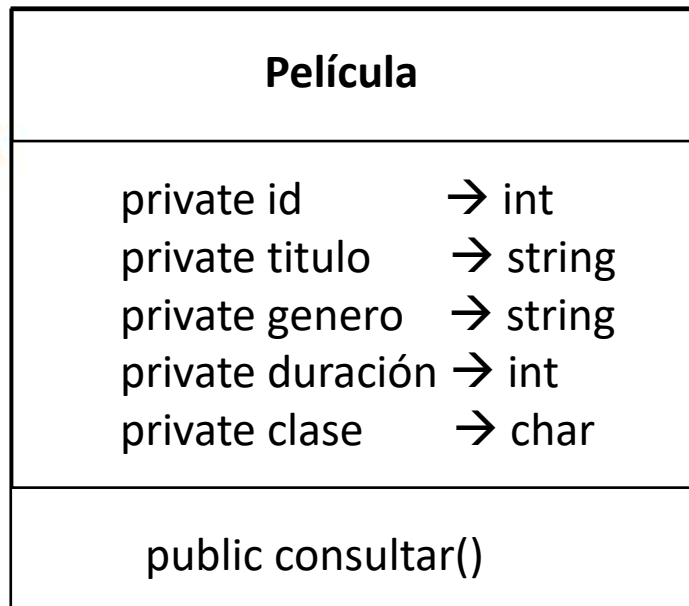 Película
private id → int
private titulo → string
private genero → string
private duración → int
private clase → char
public consultar()